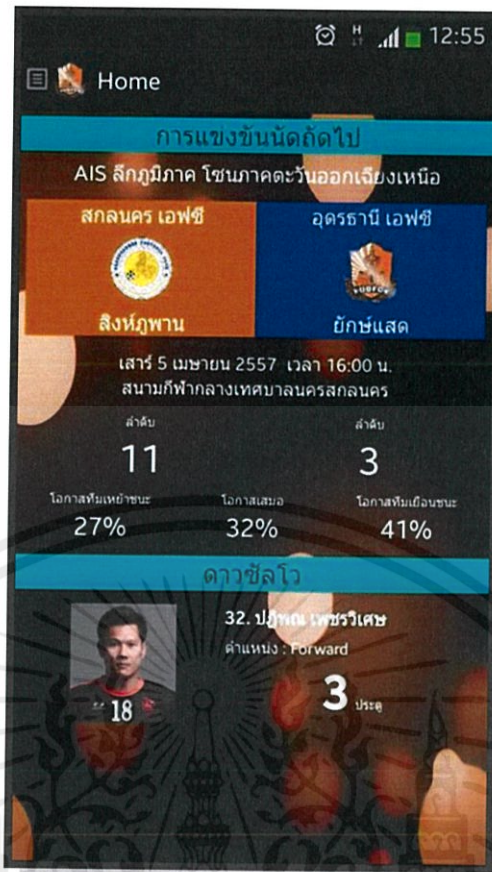 H 12:55
Home
การแข่งขันนัดถัดไป
AIS ลีกภูมิภาค โซนภาคตะวันออกเฉียงเหนือ
สกลนคร เอฟซี อุดรธานี เอฟซี
สิงห์ภูพาน ยักษ์แสด
เสาร์ 5 เมษายน 2557 เวลา 16:00 น.
สนามกีฬากลางเทศบาลนครสกลนคร
ลำดับ ลำดับ
11 3
โอกาสทีมเหย้าชนะ โอกาสเสมอ โอกาสทีมเยือนชนะ
27% 32% 41%
ดาวซัลโว
32. ปฏิพล เพชรวิเศษ
ตำแหน่ง : Forward
18
3 ประตู